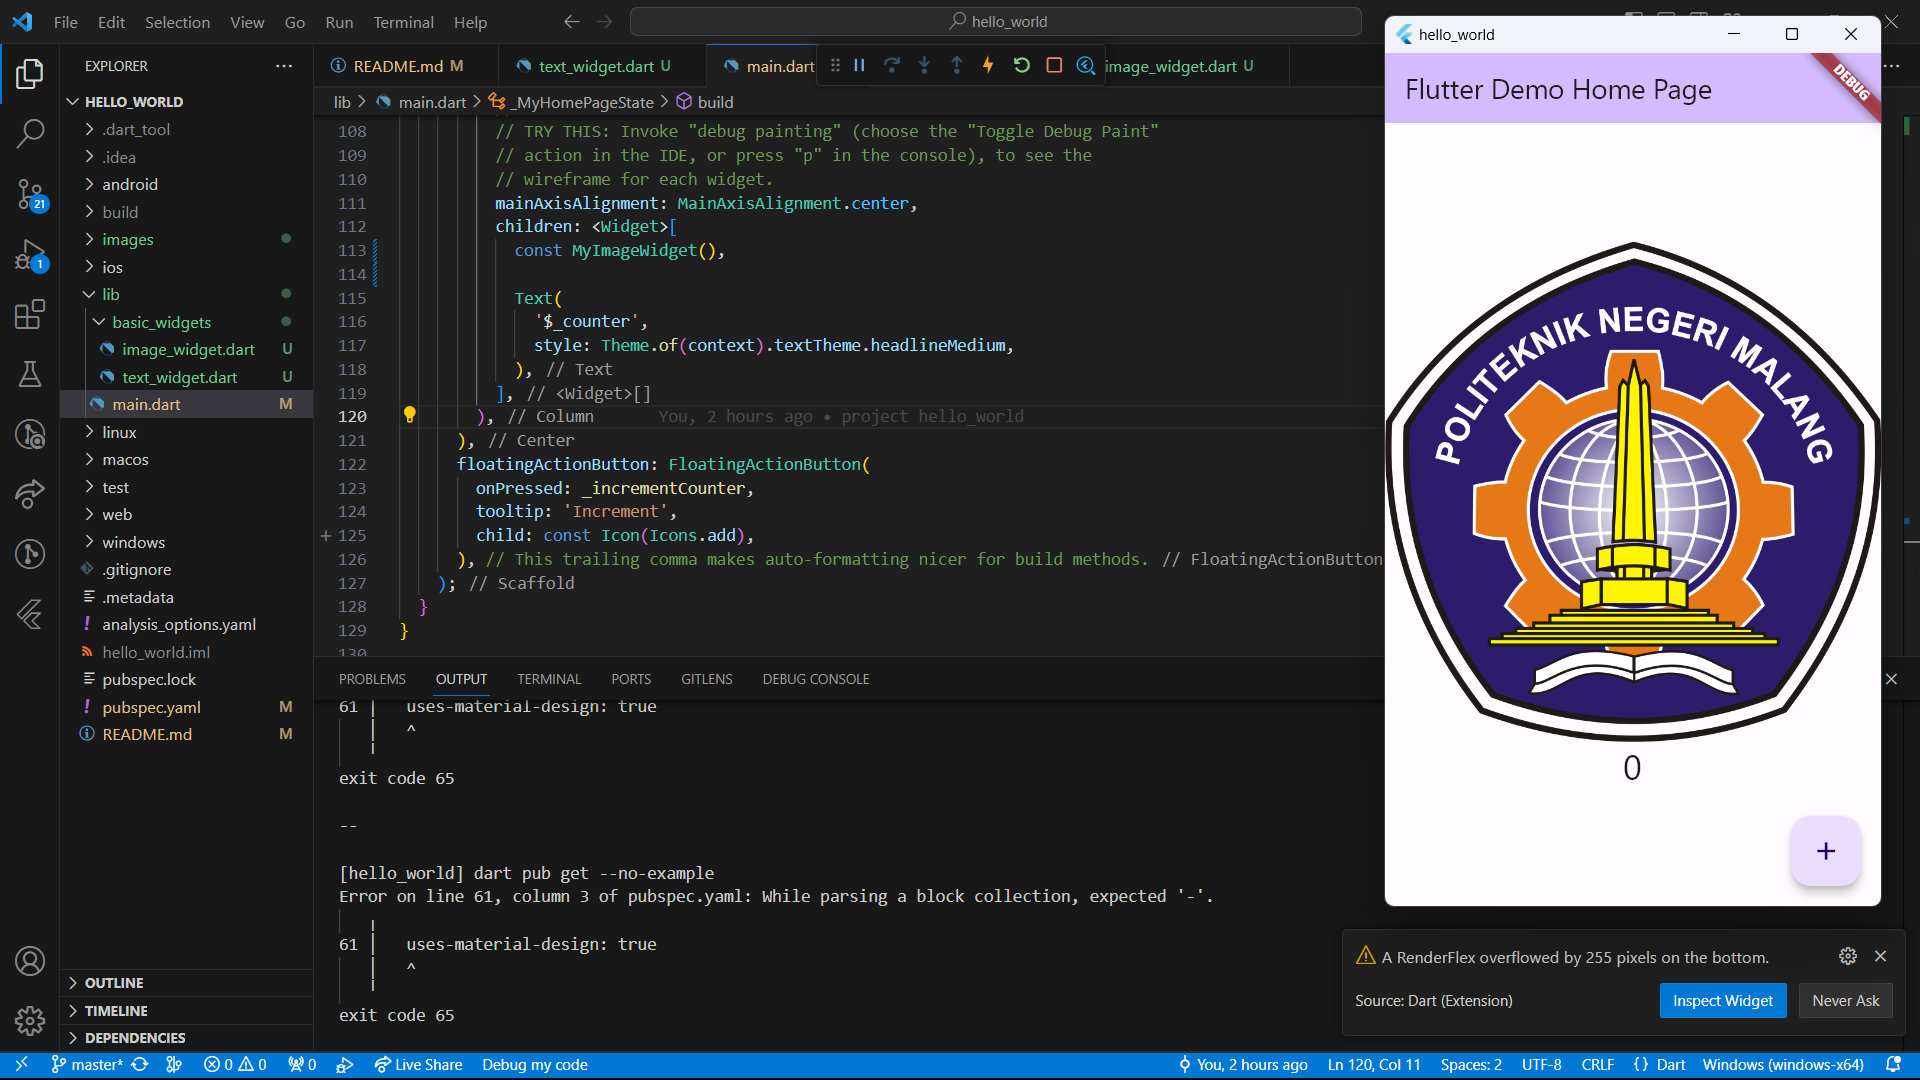 File Edit Selection View Go Run Terminal Help
hello_world
EXPLORER
HELLO_WORLD
.dart_tool
.idea
android
build
images
ios
lib
basic_widgets
image_widget.dart U
text_widget.dart U
main.dart M
linux
macos
test
web
windows
.gitignore
.metadata
analysis_options.yaml
hello_world.iml
pubspec.lock
pubspec.yaml M
README.md M
OUTLINE
TIMELINE
DEPENDENCIES
21
1
README.md M
text_widget.dart U
main.dart
image_widget.dart U
lib > main.dart > _MyHomePageState > build
108 // TRY THIS: Invoke "debug painting" (choose the "Toggle Debug Paint"
109 // action in the IDE, or press "p" in the console), to see the
110 // wireframe for each widget.
111 mainAxisAlignment: MainAxisAlignment.center,
112 children: <Widget>[
113 const MyImageWidget(),
114
115 Text(
116 '$_counter',
117 style: Theme.of(context).textTheme.headlineMedium,
118 ), // Text
119 ], // <Widget>[]
120 ), // Column You, 2 hours ago • project hello_world
121 ), // Center
122 floatingActionButton: FloatingActionButton(
123 onPressed: _incrementCounter,
124 tooltip: 'Increment',
125 child: const Icon(Icons.add),
126 ), // This trailing comma makes auto-formatting nicer for build methods. // FloatingActionButton
127 ); // Scaffold
128 }
129 }
130
PROBLEMS OUTPUT TERMINAL PORTS GITLENS DEBUG CONSOLE
61 | uses-material-design: true
^
exit code 65
--
[hello_world] dart pub get --no-example
Error on line 61, column 3 of pubspec.yaml: While parsing a block collection, expected '-'.
61 | uses-material-design: true
^
exit code 65
hello_world
Flutter Demo Home Page
DEBUG
POLITEKNIK NEGERI MALANG
0
+
A RenderFlex overflowed by 255 pixels on the bottom.
Source: Dart (Extension)
Inspect Widget
Never Ask
master* 0 0 0 Live Share Debug my code You, 2 hours ago Ln 120, Col 11 Spaces: 2 UTF-8 CRLF {} Dart Windows (windows-x64)